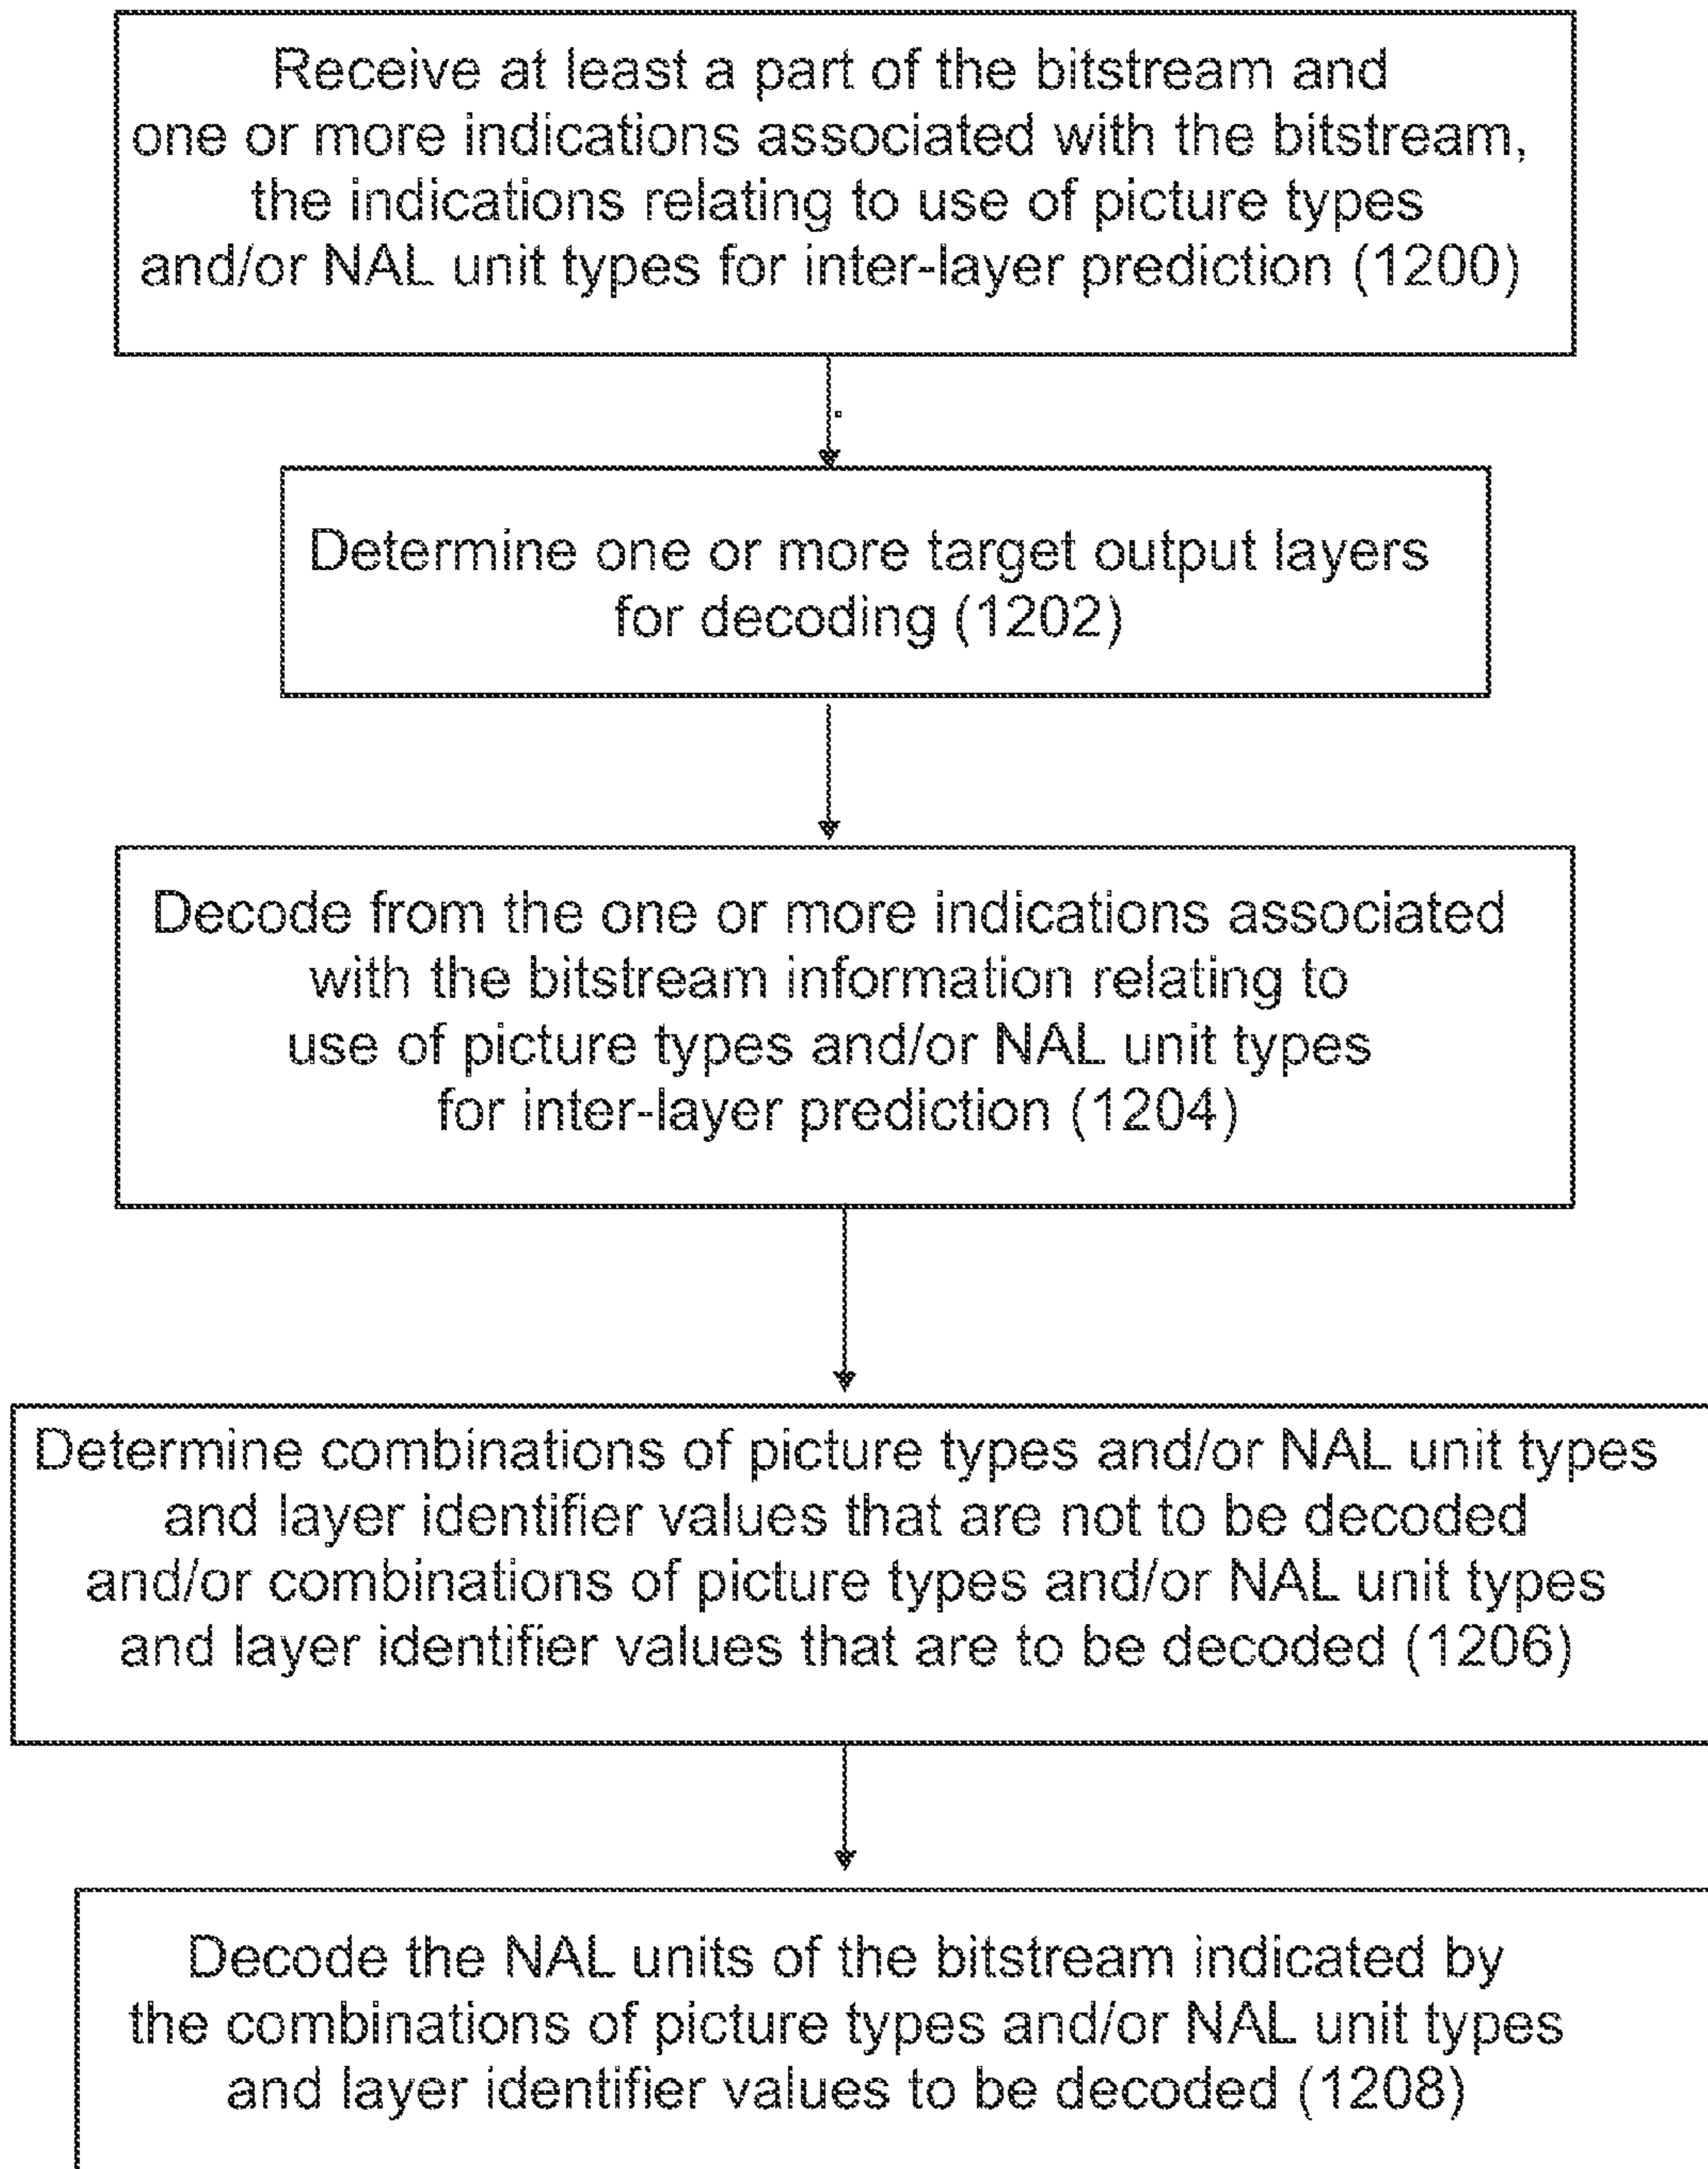 Receive at least a part of the bitstream and
one or more indications associated with the bitstream,
the indications relating to use of picture types
and/or NAL unit types for inter-layer prediction (1200)
Determine one or more target output layers
for decoding (1202)
Decode from the one or more indications associated
with the bitstream information relating to
use of picture types and/or NAL unit types
for inter-layer prediction (1204)
Determine combinations of picture types and/or NAL unit types
and layer identifier values that are not to be decoded
and/or combinations of picture types and/or NAL unit types
and layer identifier values that are to be decoded (1206)
Decode the NAL units of the bitstream indicated by
the combinations of picture types and/or NAL unit types
and layer identifier values to be decoded (1208)